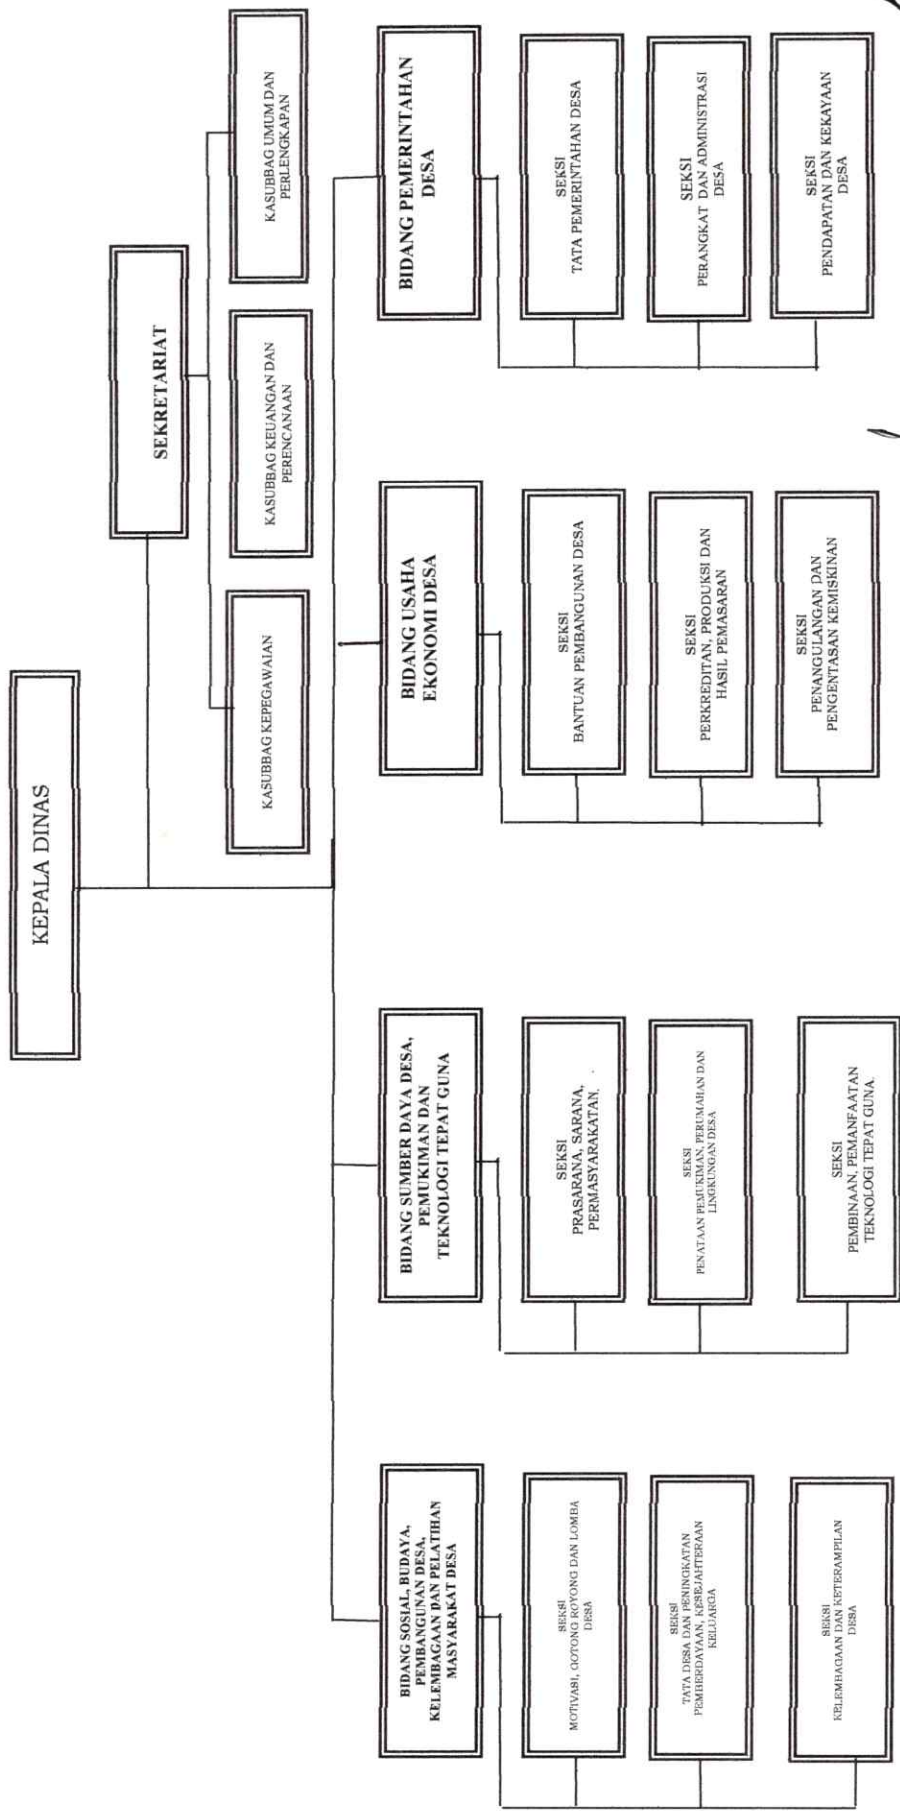 KEPALA DINAS
SEKRETARIAT
KASUBBAG KEPEGAWAIAN
KASUBBAG KEUANGAN DAN
PERENCANAAN
KASUBBAG UMUM DAN
PERLENGKAPAN
BIDANG SOSIAL, BUDAYA,
PEMBANGUNAN DESA,
KELEMBAGAAN DAN PELATIHAN
MASYARAKAT DESA
SEKSI
MOTIVASI, GOTONG ROYONG DAN LOMBA
DESA
SEKSI
TATA DESA DAN PENINGKATAN
PEMBERDAYAAN, KESEJAHTERAAN
KELUARGA
SEKSI
KELEMBAGAAN DAN KETERAMPILAN
DESA
BIDANG SUMBER DAYA DESA,
PEMUKIMAN DAN
TEKNOLOGI TEPAT GUNA
SEKSI
PRASARANA, SARANA,
PERMASYARAKATAN.
SEKSI
PENATAAN PEMUKIMAN, PERUMAHAN DAN
LINGKUNGAN DESA
SEKSI
PEMBINAAN, PEMANFAATAN
TEKNOLOGI TEPAT GUNA.
BIDANG USAHA
EKONOMI DESA
SEKSI
BANTUAN PEMBANGUNAN DESA
SEKSI
PERKREDITAN, PRODUKSI DAN
HASIL PEMASARAN
SEKSI
PENANGULANGAN DAN
PENGENTASAN KEMISKINAN
BIDANG PEMERINTAHAN
DESA
SEKSI
TATA PEMERINTAHAN DESA
SEKSI
PERANGKAT DAN ADMINISTRASI
DESA
SEKSI
PENDAPATAN DAN KEKAYAAN
DESA